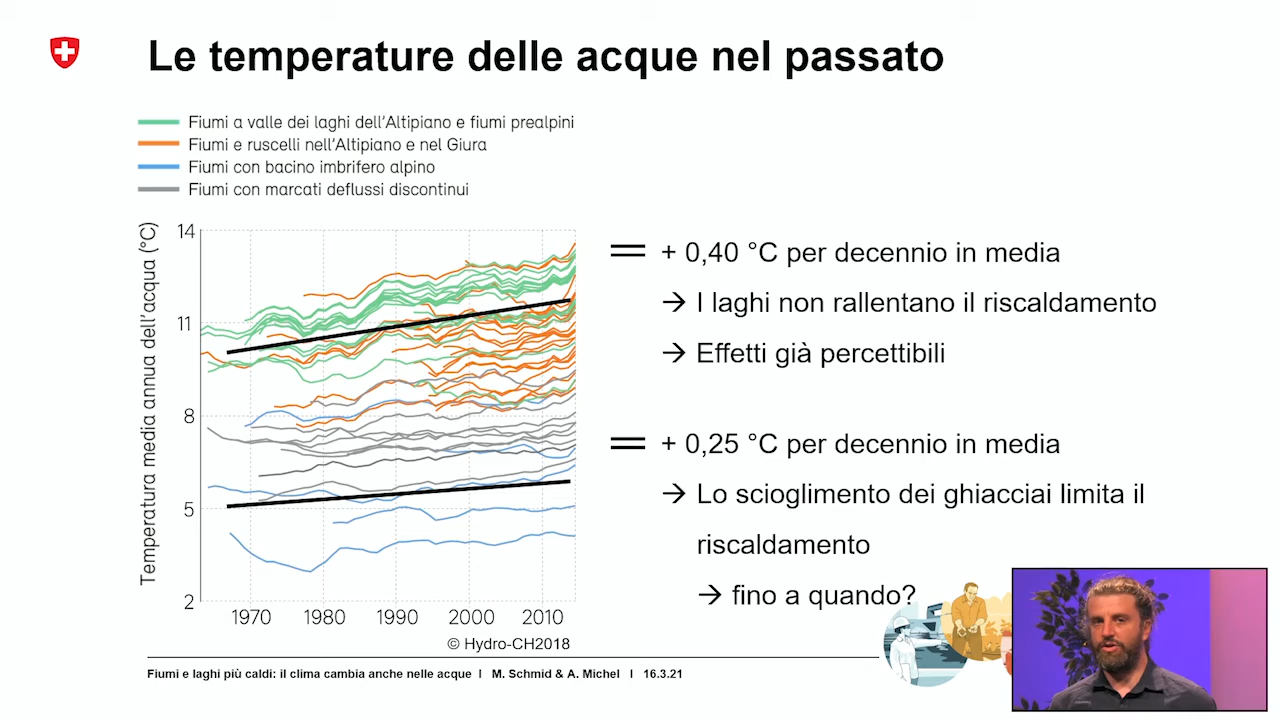 Le temperature delle acque nel passato
Fiumi a valle dei laghi dell'Altipiano e fiumi prealpini
Fiumi e ruscelli nell'Altipiano e nel Giura
Fiumi con bacino imbrifero alpino
Fiumi con marcati deflussi discontinui
Temperatura media annua dell'acqua (°C)
14
11
8
5
2
1970 1980 1990 2000 2010
© Hydro-CH2018
+ 0,40 °C per decennio in media
→ I laghi non rallentano il riscaldamento
→ Effetti già percettibili
+ 0,25 °C per decennio in media
→ Lo scioglimento dei ghiacciai limita il
riscaldamento
→ fino a quando?
Fiumi e laghi più caldi: il clima cambia anche nelle acque I M. Schmid & A. Michel I 16.3.21